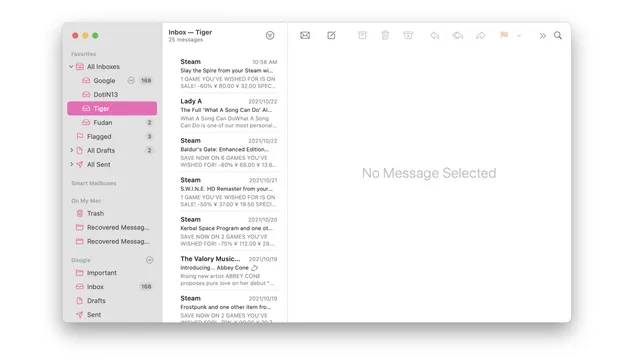 Favorites
All Inboxes
Google 168
DotIN13
Tiger
Fudan 2
Flagged 3
All Drafts 2
All Sent
Smart Mailboxes
On My Mac
Trash
Recovered Messag...
Recovered Messag...
Google
Important
Inbox 168
Drafts
Sent
Inbox — Tiger
25 messages
Steam 10:58 AM
Slay the Spire from your Steam wi...
1 GAME YOU'VE WISHED FOR IS ON
SALE! -60% ¥ 80.00 ¥ 32.00 SPEC...
Lady A 2021/10/22
The Full 'What A Song Can Do' Al...
What A Song Can DoWhat A Song
Can Do is one of our most personal...
Steam 2021/10/22
Baldur's Gate: Enhanced Edition...
SAVE NOW ON 6 GAMES YOU'VE
WISHED FOR! -80% ¥ 68.00 ¥ 13.6...
Steam 2021/10/21
S.W.I.N.E. HD Remaster from your...
1 GAME YOU'VE WISHED FOR IS ON
SALE! -50% ¥ 37.00 ¥ 18.50 SPECI...
Steam 2021/10/20
Kerbal Space Program and one ot...
SAVE NOW ON 2 GAMES YOU'VE
WISHED FOR! -75% ¥ 112.00 ¥ 28....
The Valory Music... 2021/10/19
Introducing... Abbey Cone
Rising new artist ABBEY CONE
proposes pure love on her debut "...
Steam 2021/10/19
Frostpunk and one other item fro...
SAVE NOW ON 2 GAMES YOU'VE
No Message Selected